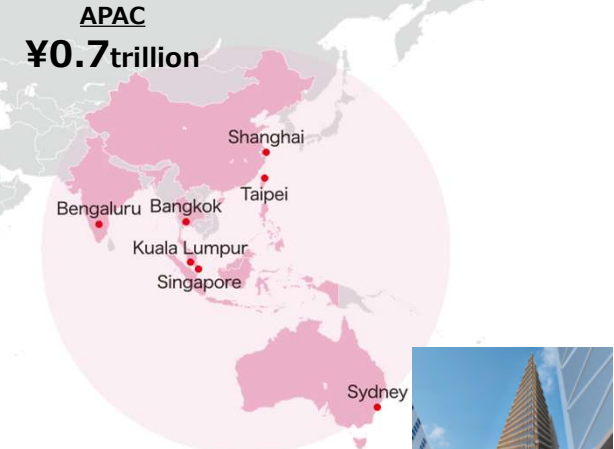 APAC
¥0.7trillion
Shanghai
Taipei
Bengaluru
Bangkok
Kuala Lumpur
Singapore
Sydney